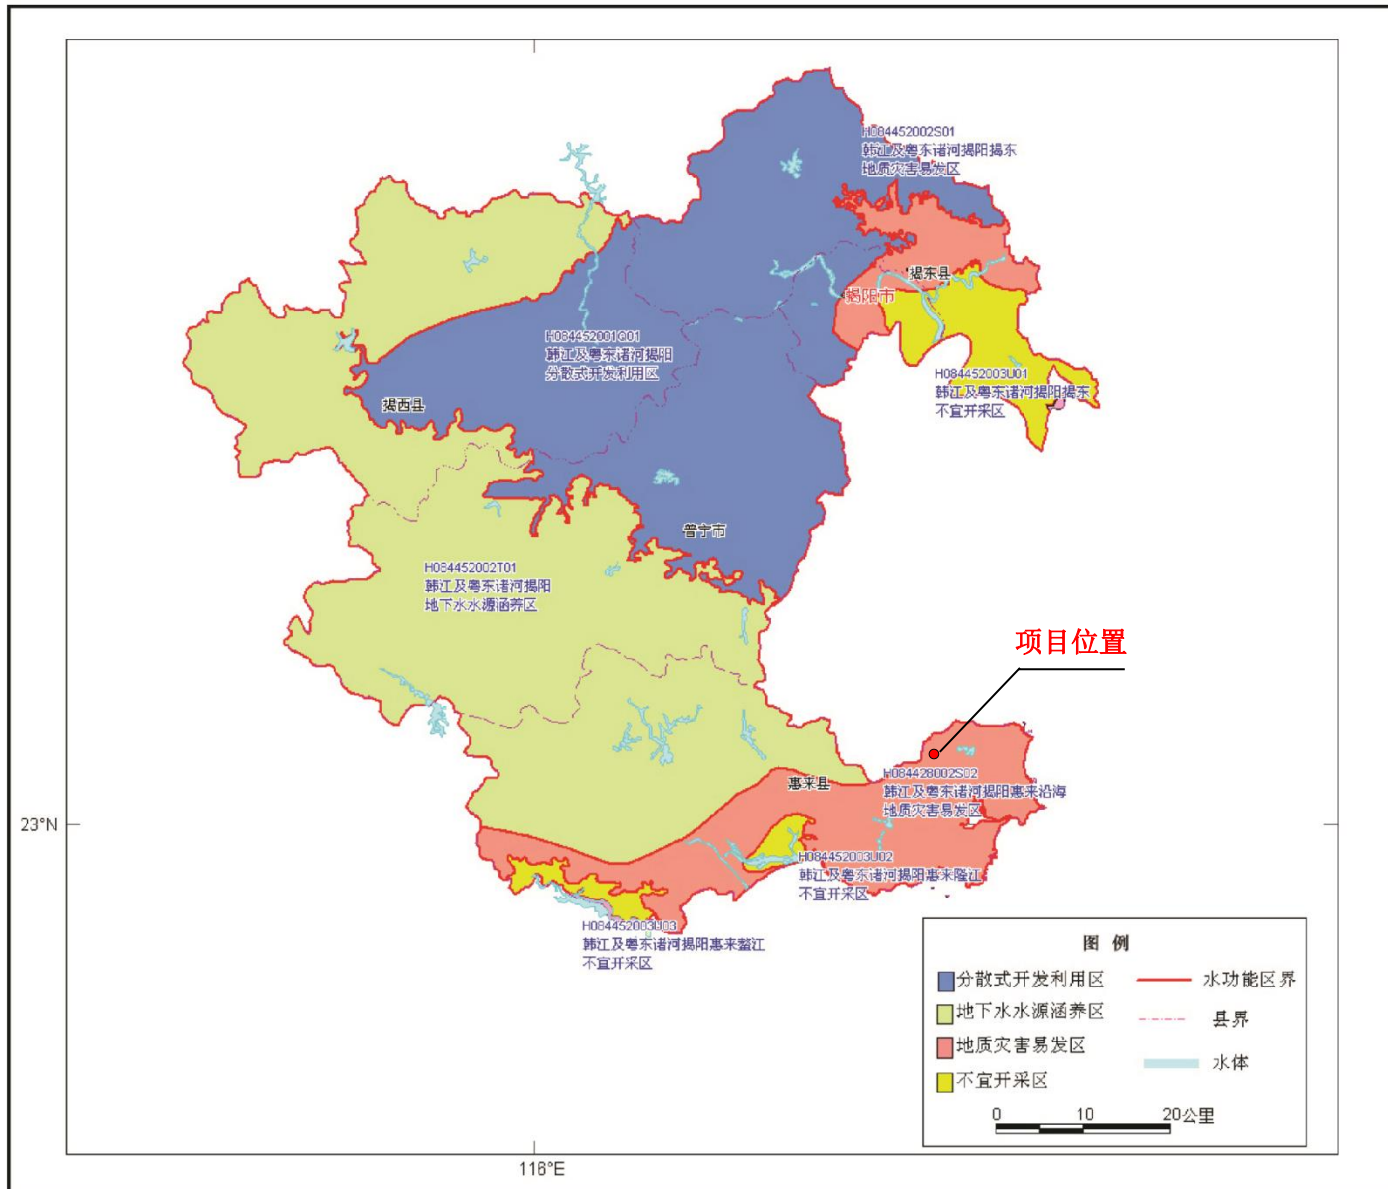 H084452002S01
韩江及粤东诸河揭阳揭东
地质灾害易发区
揭东县
揭阳市
H084452001Q01
韩江及粤东诸河揭阳
分散式开发利用区
H084452003U01
韩江及粤东诸河揭阳揭东
不宜开采区
揭西县
普宁市
H084452002T01
韩江及粤东诸河揭阳
地下水水源涵养区
项目位置
惠来县
H084428002S02
韩江及粤东诸河揭阳惠来沿海
地质灾害易发区
23°N
H084452003U02
韩江及粤东诸河揭阳惠来隆江
不宜开采区
H084452003U03
韩江及粤东诸河揭阳惠来螯江
不宜开采区
图 例
分散式开发利用区
水功能区界
地下水水源涵养区
县界
地质灾害易发区
水体
不宜开采区
0 10 20公里
116°E